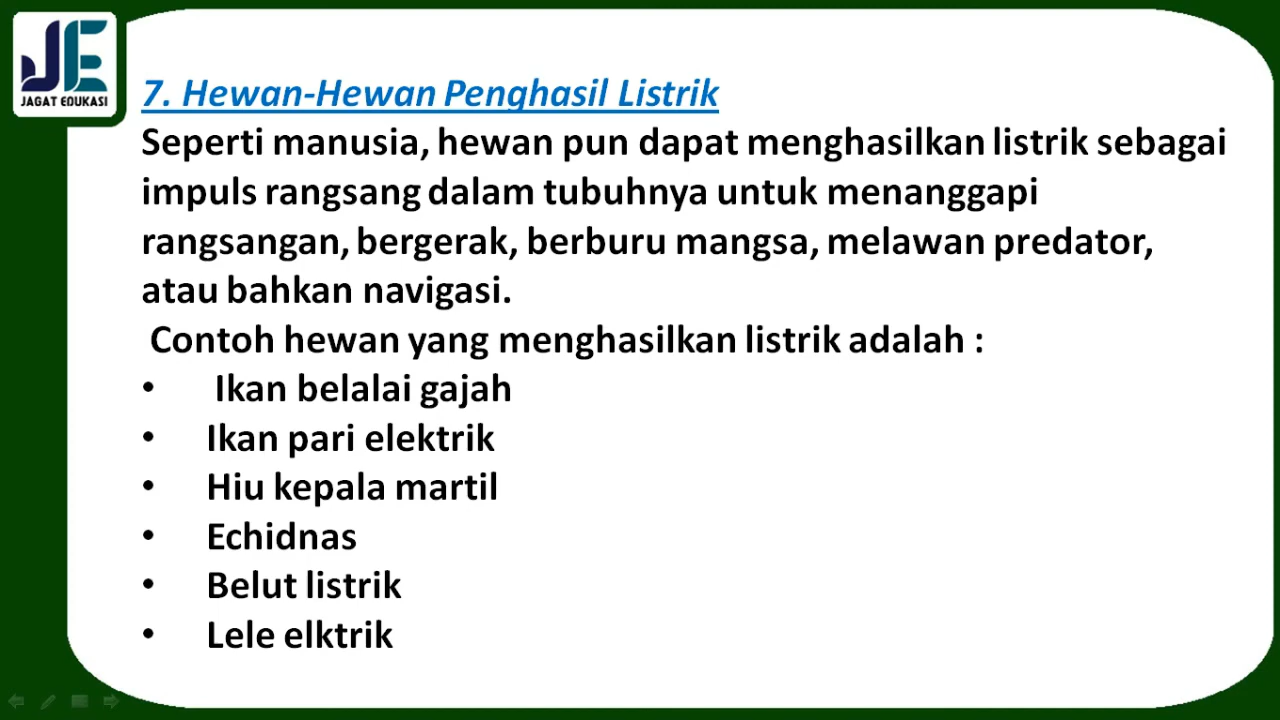 JE
JAGAT EDUKASI
7. Hewan-Hewan Penghasil Listrik
Seperti manusia, hewan pun dapat menghasilkan listrik sebagai
impuls rangsang dalam tubuhnya untuk menanggapi
rangsangan, bergerak, berburu mangsa, melawan predator,
atau bahkan navigasi.
Contoh hewan yang menghasilkan listrik adalah :
• Ikan belalai gajah
• Ikan pari elektrik
• Hiu kepala martil
• Echidnas
• Belut listrik
• Lele elktrik